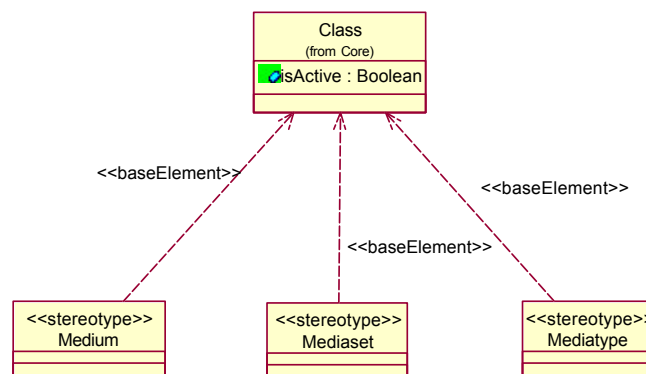 Class
(from Core)
isActive : Boolean
<<baseElement>>
<<baseElement>>
<<baseElement>>
<<stereotype>>
Medium
<<stereotype>>
Mediaset
<<stereotype>>
Mediatype